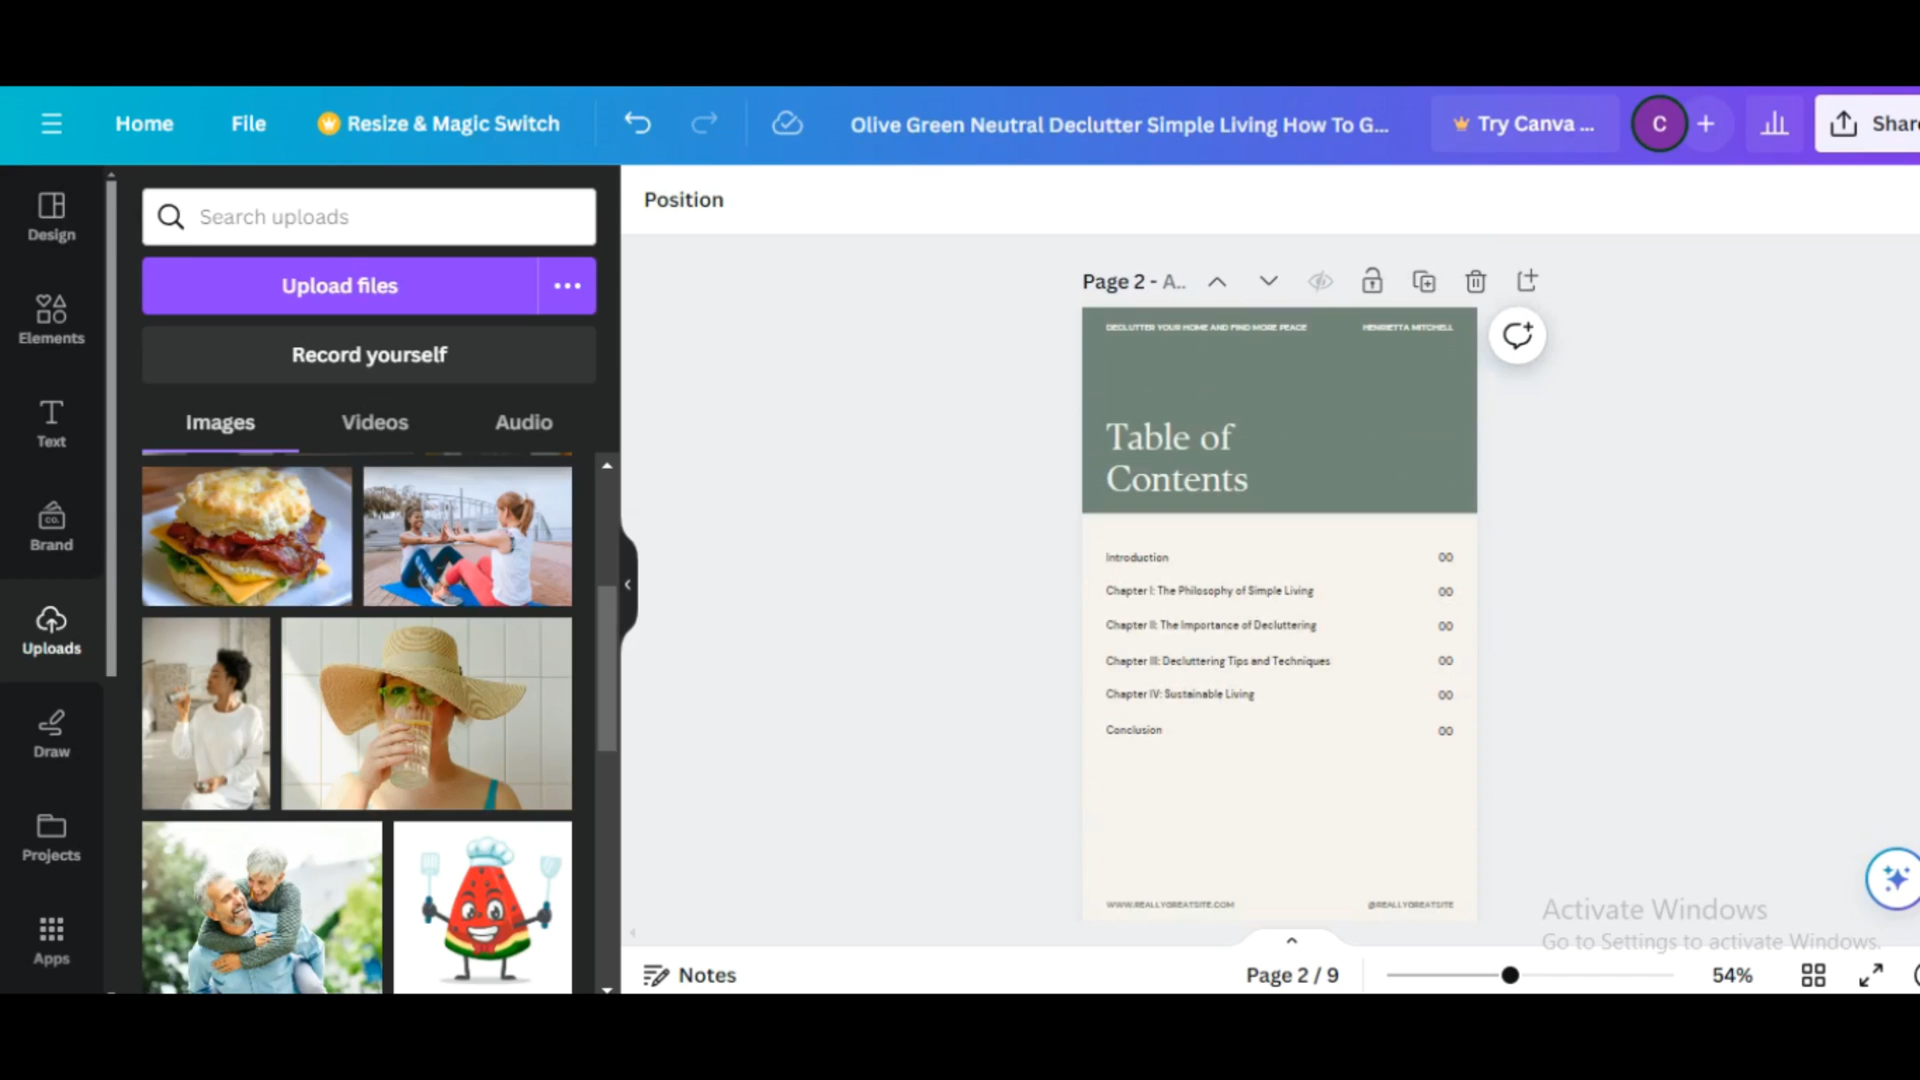 Home
File
Resize & Magic Switch
Olive Green Neutral Declutter Simple Living How To G...
Try Canva ...
C
Share
Design
Elements
Text
CO.
Brand
Uploads
Draw
Projects
Apps
Search uploads
Upload files
Record yourself
Images
Videos
Audio
Position
Page 2 - A..
DECLUTTER YOUR HOME AND FIND MORE PEACE
HENRIETTA MITCHELL
Table of
Contents
Introduction 00
Chapter I: The Philosophy of Simple Living 00
Chapter II: The Importance of Decluttering 00
Chapter III: Decluttering Tips and Techniques 00
Chapter IV: Sustainable Living 00
Conclusion 00
WWW.REALLYGREATSITE.COM
@REALLYGREATSITE
Activate Windows
Go to Settings to activate Windows.
Notes
Page 2 / 9
54%